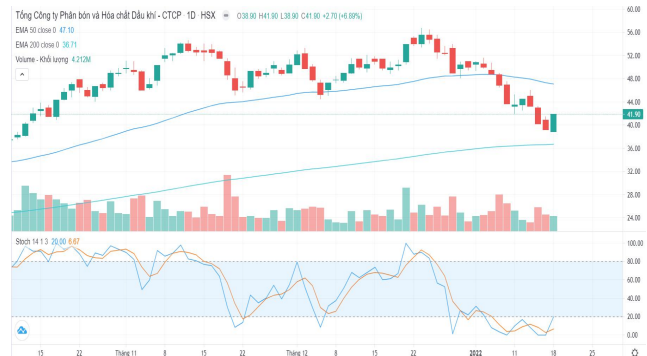 Tổng Công ty Phân bón và Hóa chất Dầu khí - CTCP · 1D · HSX O38.90 H41.90 L38.90 C41.90 +2.70 (+6.89%)
EMA 50 close 0 47.10
EMA 200 close 0 36.71
Volume - Khối lượng 4.212M
60.00
56.00
52.00
48.00
44.00
41.90
40.00
36.00
32.00
28.00
24.00
Stoch 14 1 3 20.00 6.67
100.00
80.00
60.00
40.00
20.00
0.00
15 22 Tháng 11 8 15 22 Tháng 12 8 15 22 2022 11 18 25